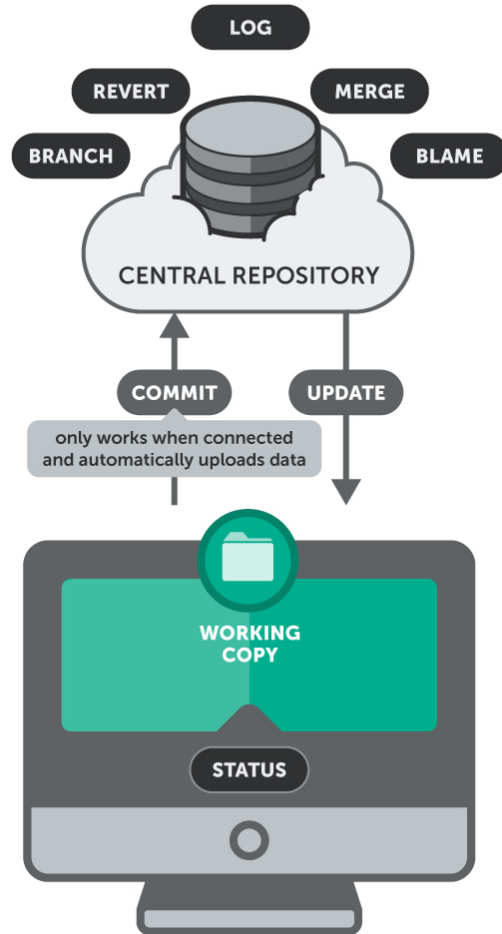 LOG
REVERT
MERGE
BRANCH
BLAME
CENTRAL REPOSITORY
COMMIT
UPDATE
only works when connected
and automatically uploads data
WORKING
COPY
STATUS